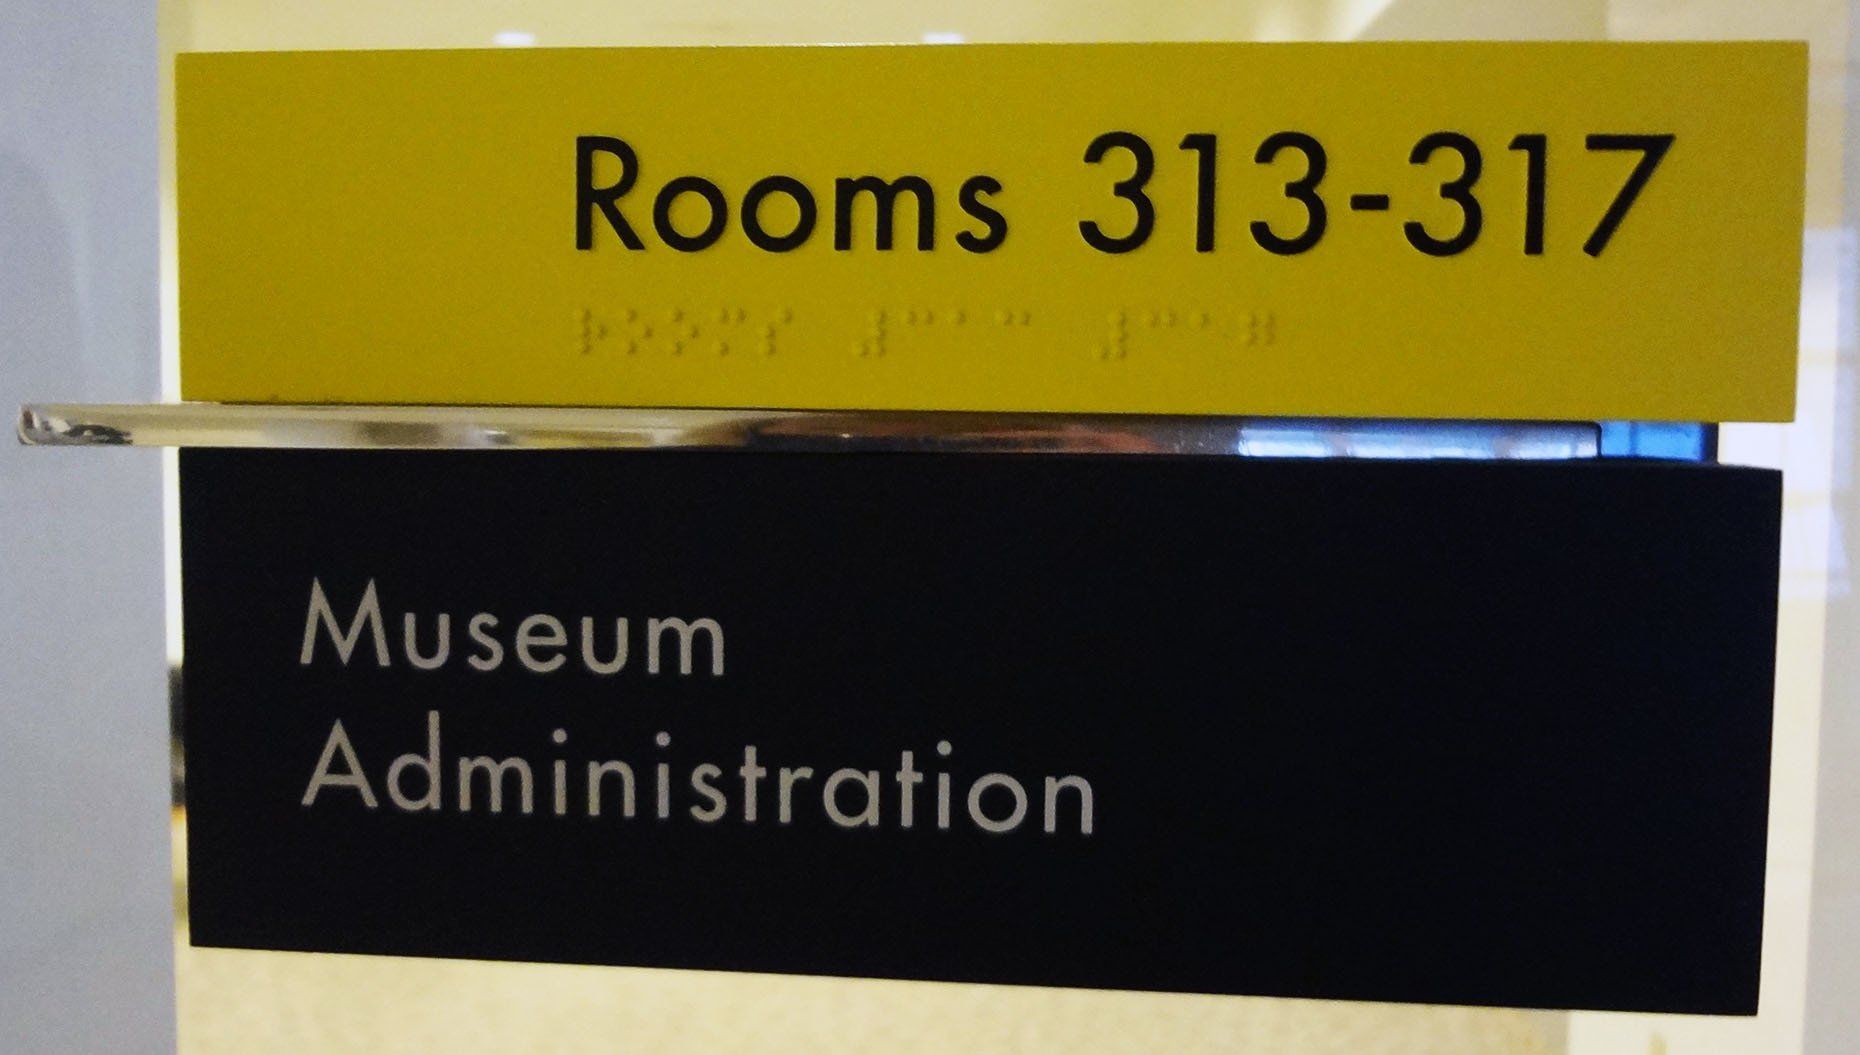 Rooms 313-317
Museum
Administration